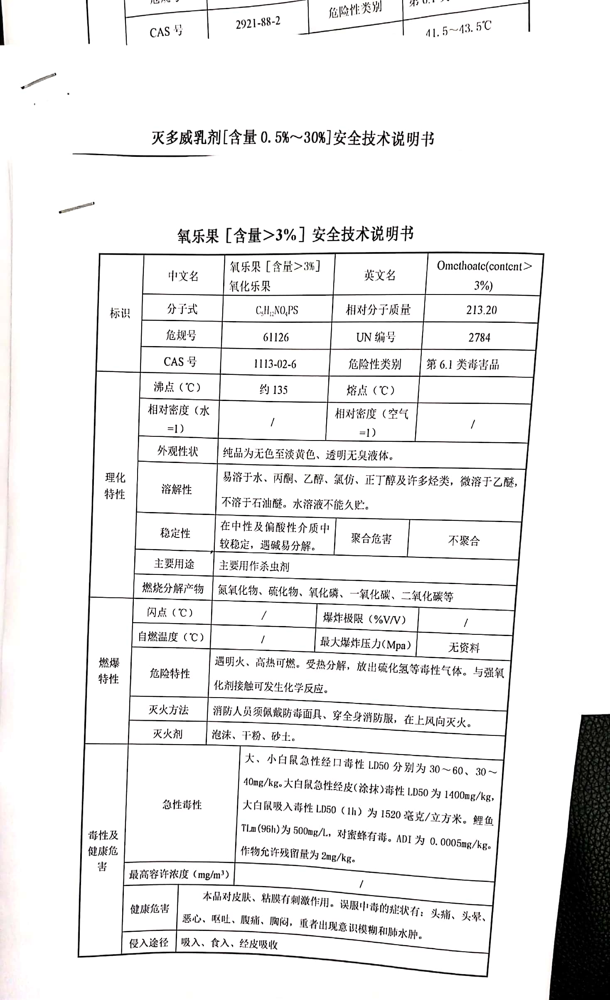 危险性类别
CAS 号
2921-88-2
41.5～43.5℃
灭多威乳剂[含量 0.5%～30%]安全技术说明书
氧乐果［含量＞3%］安全技术说明书
标识
中文名
氧乐果［含量＞3%］
氧化乐果
英文名
Omethoate(content＞
3%)
分子式
C₅H₁₂NO₄PS
相对分子质量
213.20
危规号
61126
UN 编号
2784
CAS 号
1113-02-6
危险性类别
第 6.1 类毒害品
理化
特性
沸点（℃）
约 135
熔点（℃）
相对密度（水
=1）
/
相对密度（空气
=1）
/
外观性状
纯品为无色至淡黄色、透明无臭液体。
溶解性
易溶于水、丙酮、乙醇、氯仿、正丁醇及许多烃类，微溶于乙醚，
不溶于石油醚。水溶液不能久贮。
稳定性
在中性及偏酸性介质中
较稳定，遇碱易分解。
聚合危害
不聚合
主要用途
主要用作杀虫剂
燃烧分解产物
氮氧化物、硫化物、氧化磷、一氧化碳、二氧化碳等
燃爆
特性
闪点（℃）
/
爆炸极限（%V/V）
/
自燃温度（℃）
/
最大爆炸压力（Mpa）
无资料
危险特性
遇明火、高热可燃。受热分解，放出硫化氢等毒性气体。与强氧
化剂接触可发生化学反应。
灭火方法
消防人员须佩戴防毒面具、穿全身消防服，在上风向灭火。
灭火剂
泡沫、干粉、砂土。
毒性及
健康危
害
急性毒性
大、小白鼠急性经口毒性 LD50 分别为 30～60、30～
40mg/kg。大白鼠急性经皮（涂抹）毒性 LD50 为 1400mg/kg，
大白鼠吸入毒性 LD50（1h）为 1520 毫克/立方米。鲤鱼
TLm(96h)为 500mg/L，对蜜蜂有毒。ADI 为 0.0005mg/kg。
作物允许残留量为 2mg/kg。
最高容许浓度（mg/m³）
/
健康危害
本品对皮肤、粘膜有刺激作用。误服中毒的症状有：头痛、头晕、
恶心、呕吐、腹痛、胸闷，重者出现意识模糊和肺水肿。
侵入途径
吸入、食入、经皮吸收